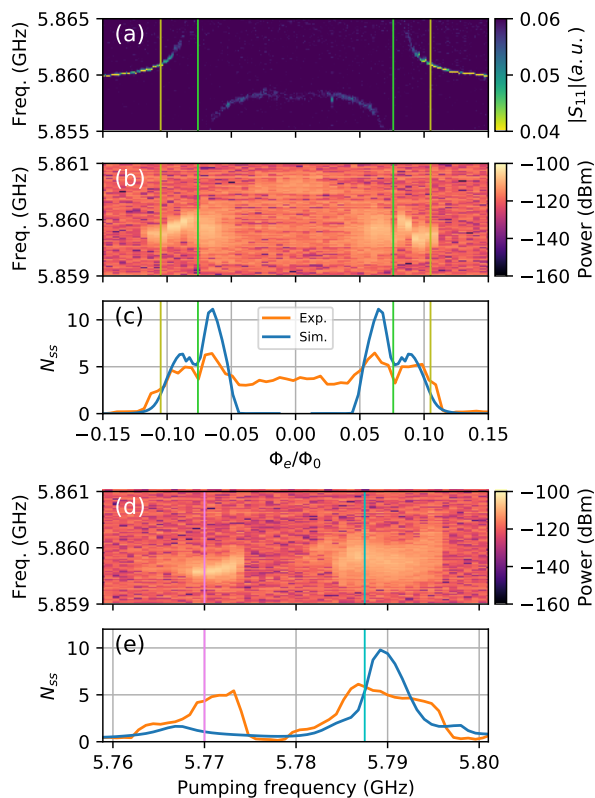 (a)
Freq. (GHz)
5.865
5.860
5.855
0.06
0.05
0.04
|S11|(a.u.)
(b)
Freq. (GHz)
5.861
5.860
5.859
−100
−120
−140
−160
Power (dBm)
(c)
Exp.
Sim.
N_ss
10
5
0
−0.15 −0.10 −0.05 0.00 0.05 0.10 0.15
Φe/Φ0
(d)
Freq. (GHz)
5.861
5.860
5.859
−100
−120
−140
−160
Power (dBm)
(e)
N_ss
10
5
0
5.76 5.77 5.78 5.79 5.80
Pumping frequency (GHz)